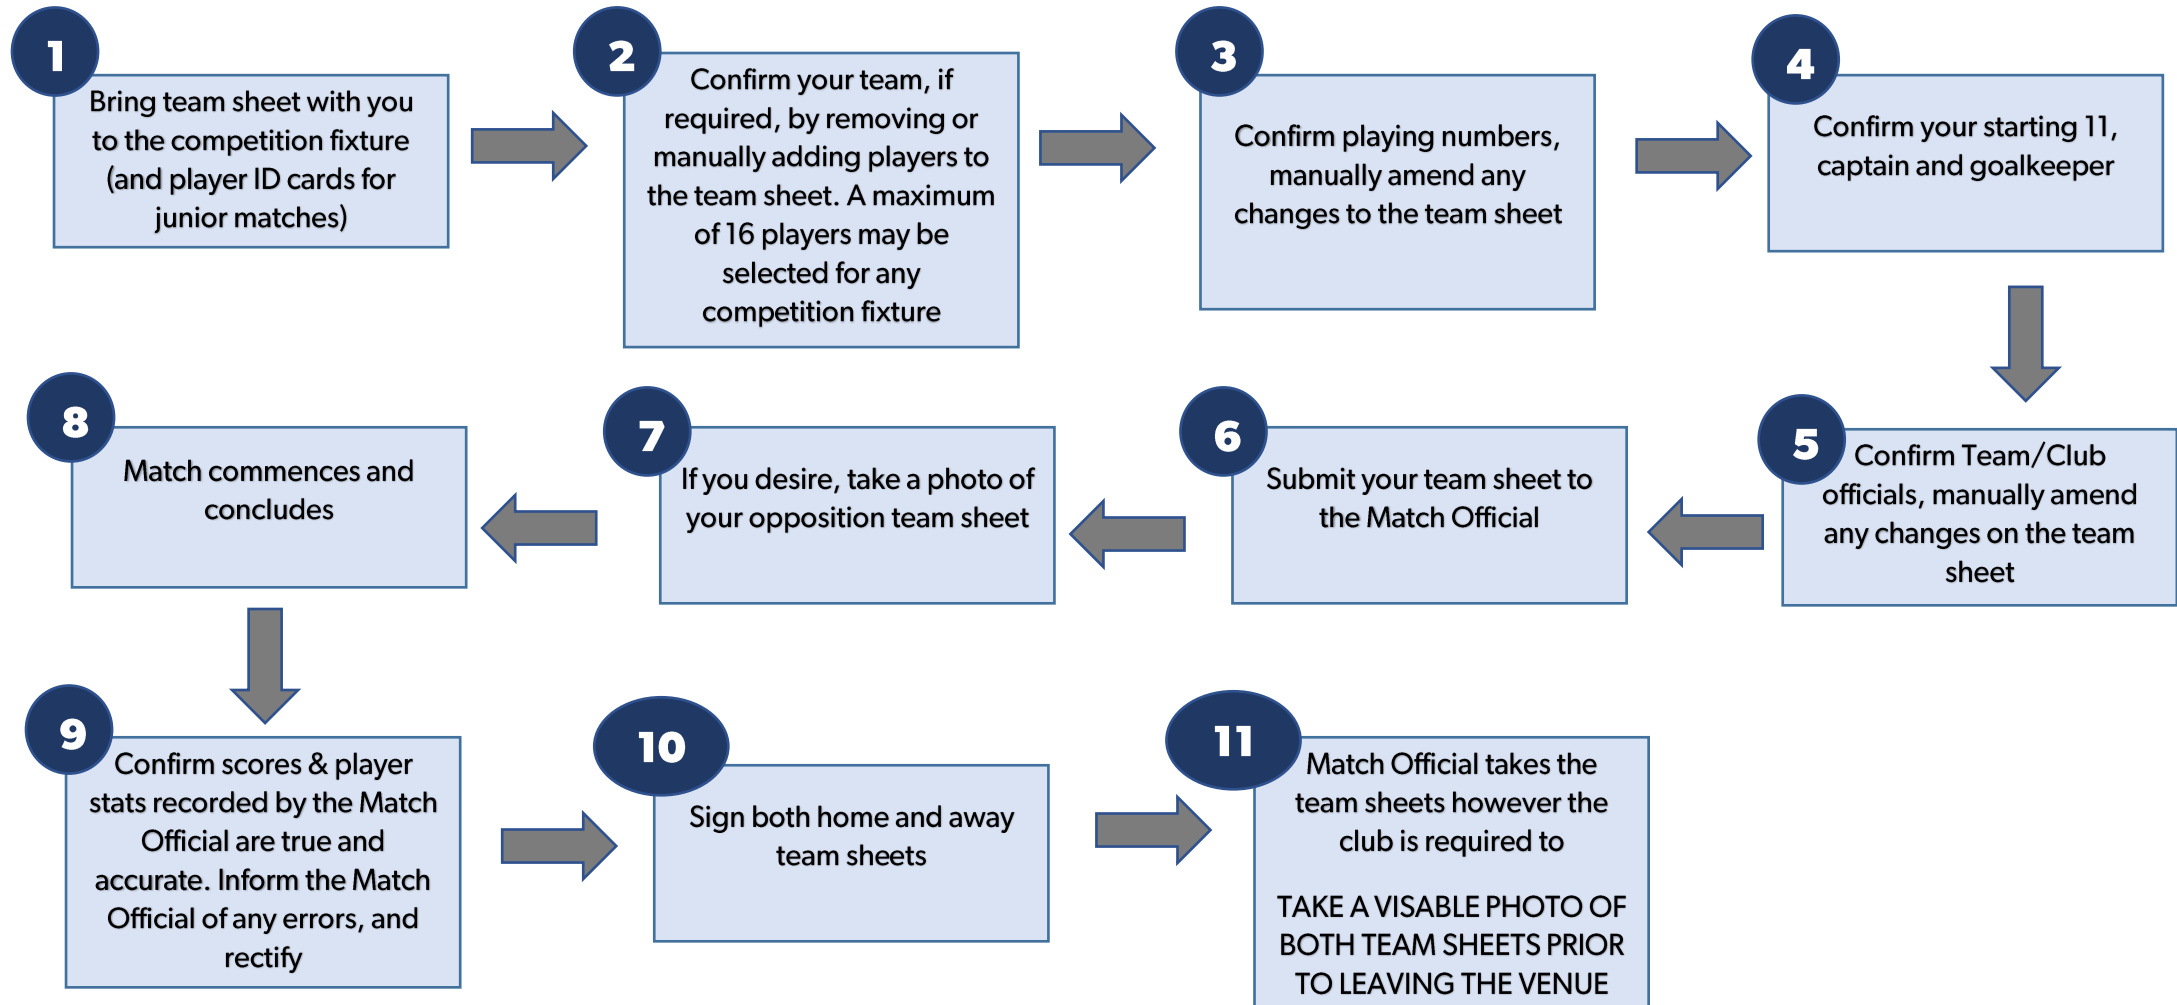 1
Bring team sheet with you
to the competition fixture
(and player ID cards for
junior matches)
2
Confirm your team, if
required, by removing or
manually adding players to
the team sheet. A maximum
of 16 players may be
selected for any
competition fixture
3
Confirm playing numbers,
manually amend any
changes to the team sheet
4
Confirm your starting 11,
captain and goalkeeper
5
Confirm Team/Club
officials, manually amend
any changes on the team
sheet
6
Submit your team sheet to
the Match Official
7
If you desire, take a photo of
your opposition team sheet
8
Match commences and
concludes
9
Confirm scores & player
stats recorded by the Match
Official are true and
accurate. Inform the Match
Official of any errors, and
rectify
10
Sign both home and away
team sheets
11
Match Official takes the
team sheets however the
club is required to
TAKE A VISABLE PHOTO OF
BOTH TEAM SHEETS PRIOR
TO LEAVING THE VENUE